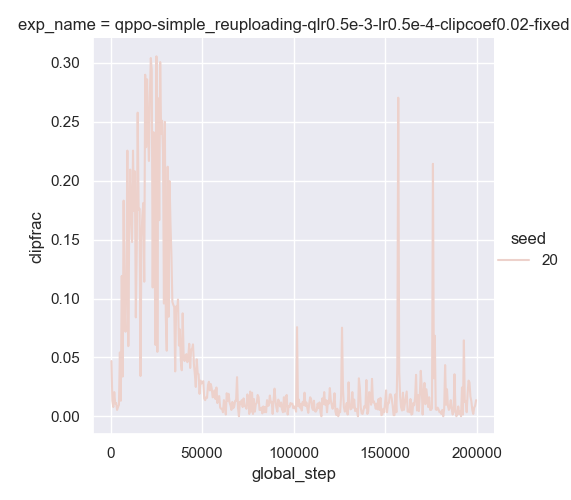 exp_name = qppo-simple_reuploading-qlr0.5e-3-lr0.5e-4-clipcoef0.02-fixed
0.30
0.25
0.20
0.15
0.10
0.05
0.00
clipfrac
seed
20
0 50000 100000 150000 200000
global_step